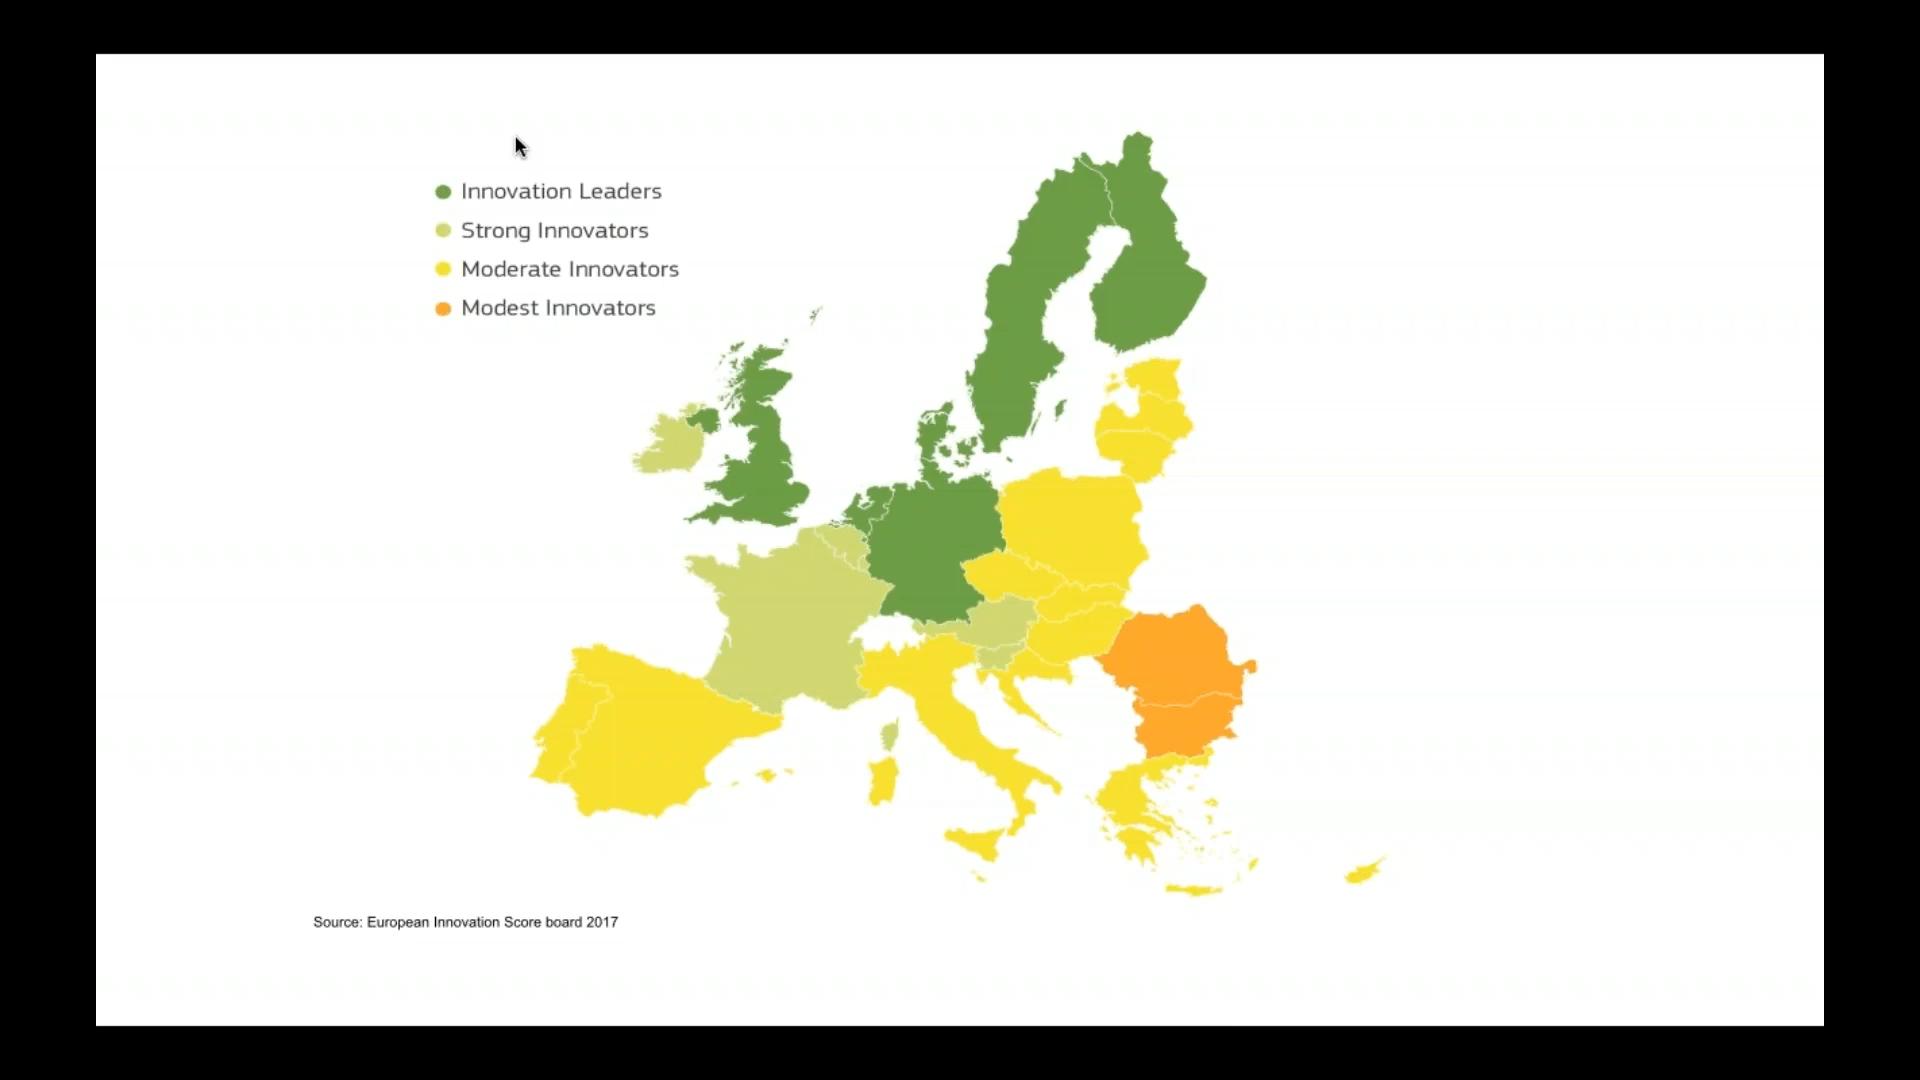 Innovation Leaders
Strong Innovators
Moderate Innovators
Modest Innovators
Source: European Innovation Score board 2017